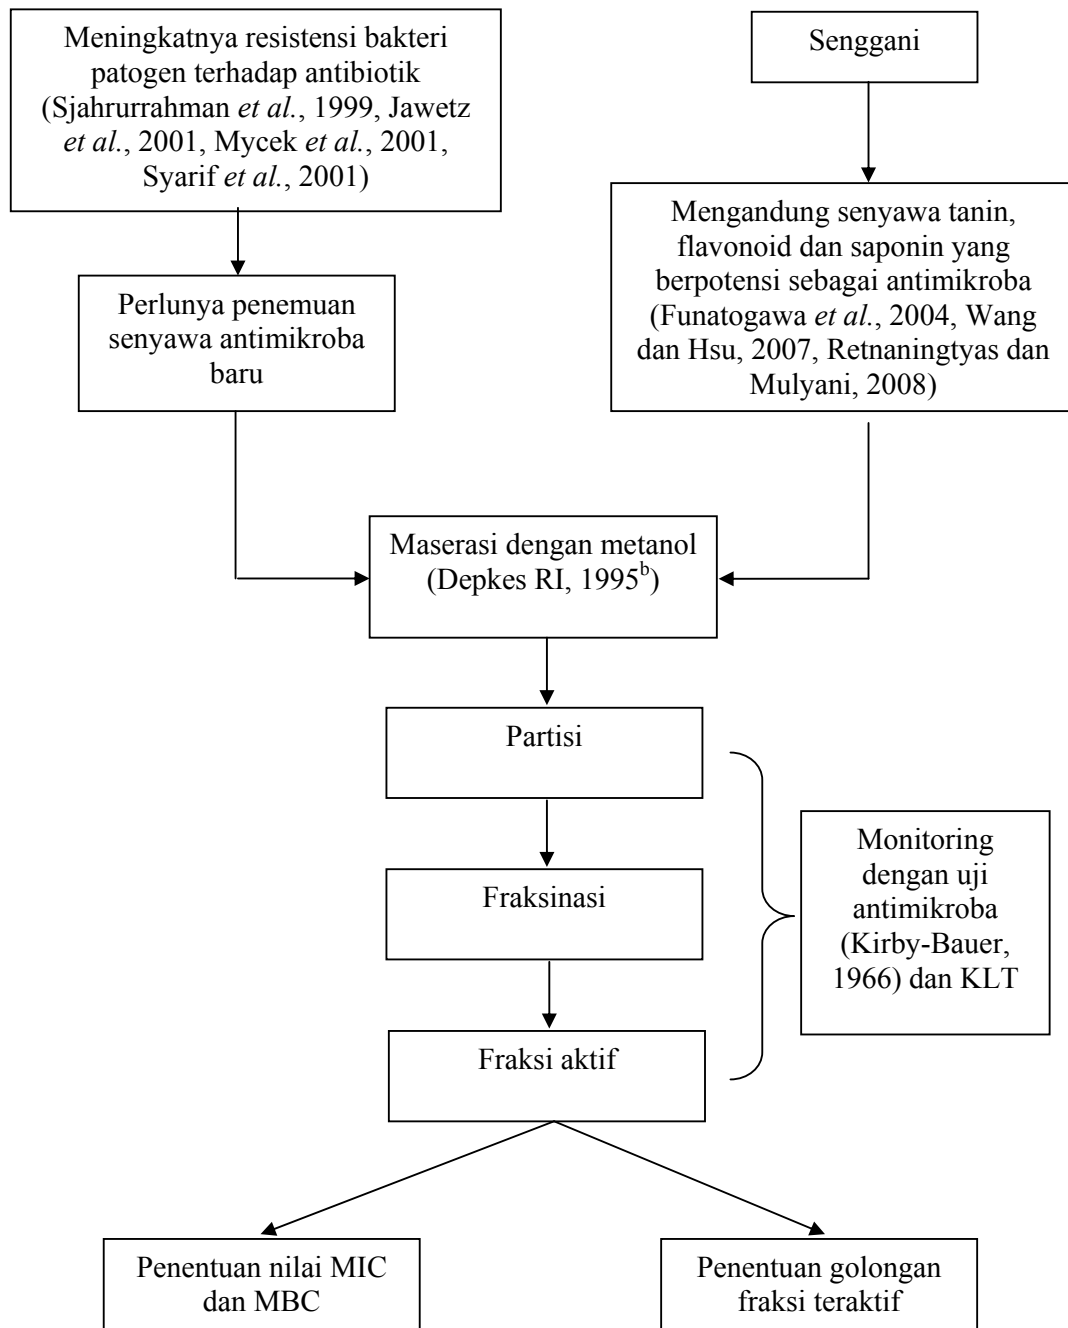 Meningkatnya resistensi bakteri
patogen terhadap antibiotik
(Sjahrurrahman et al., 1999, Jawetz
et al., 2001, Mycek et al., 2001,
Syarif et al., 2001)
Senggani
Perlunya penemuan
senyawa antimikroba
baru
Mengandung senyawa tanin,
flavonoid dan saponin yang
berpotensi sebagai antimikroba
(Funatogawa et al., 2004, Wang
dan Hsu, 2007, Retnaningtyas dan
Mulyani, 2008)
Maserasi dengan metanol
(Depkes RI, 1995ᵇ)
Partisi
Fraksinasi
Fraksi aktif
Monitoring
dengan uji
antimikroba
(Kirby-Bauer,
1966) dan KLT
Penentuan nilai MIC
dan MBC
Penentuan golongan
fraksi teraktif